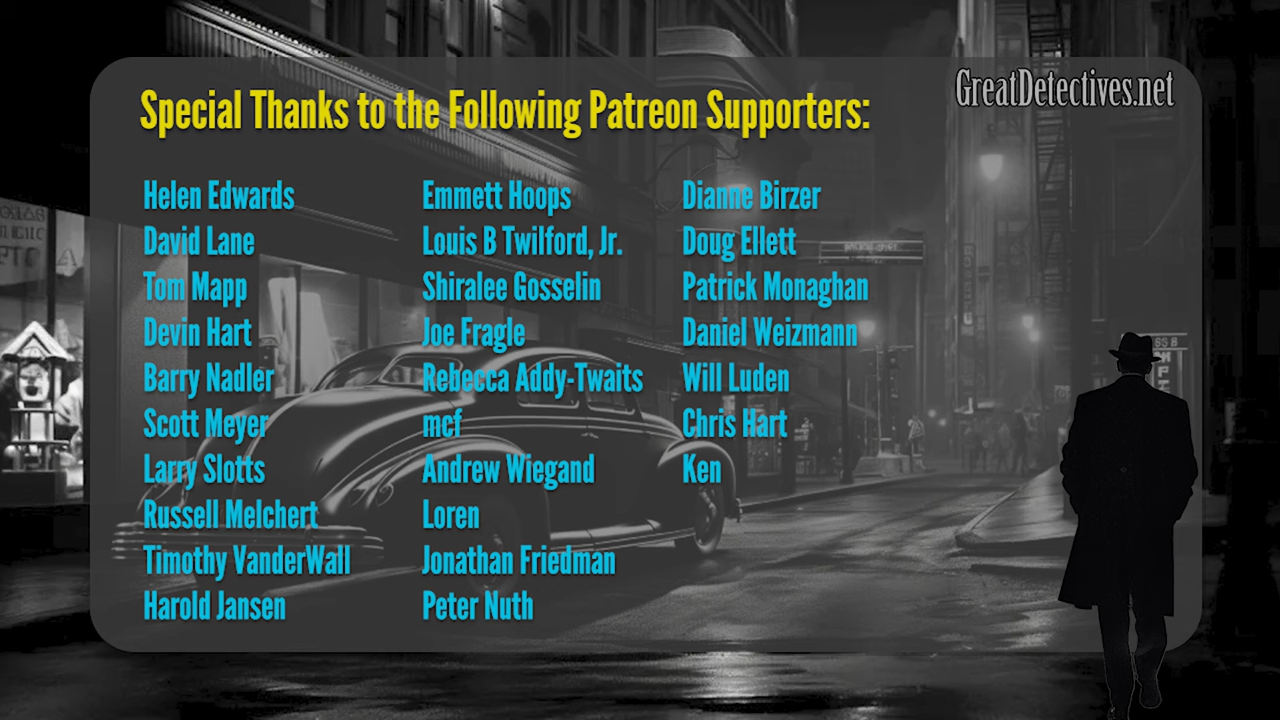 GreatDetectives.net
Special Thanks to the Following Patreon Supporters:
Helen Edwards
David Lane
Tom Mapp
Devin Hart
Barry Nadler
Scott Meyer
Larry Slotts
Russell Melchert
Timothy VanderWall
Harold Jansen
Emmett Hoops
Louis B Twilford, Jr.
Shiralee Gosselin
Joe Fragle
Rebecca Addy-Twaits
mcf
Andrew Wiegand
Loren
Jonathan Friedman
Peter Nuth
Dianne Birzer
Doug Ellett
Patrick Monaghan
Daniel Weizmann
Will Luden
Chris Hart
Ken